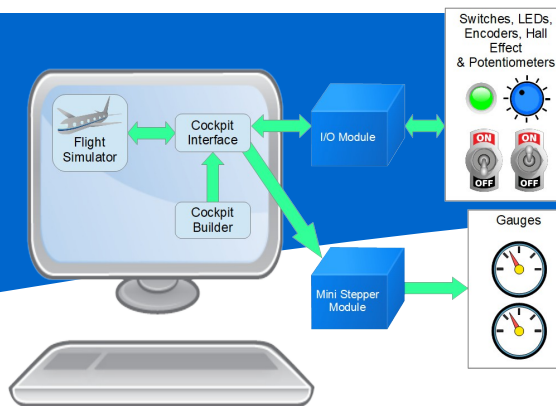 Switches, LEDs,
Encoders, Hall
Effect
& Potentiometers
Flight
Simulator
Cockpit
Interface
Cockpit
Builder
I/O Module
ON
ON
OFF
OFF
Mini Stepper
Module
Gauges